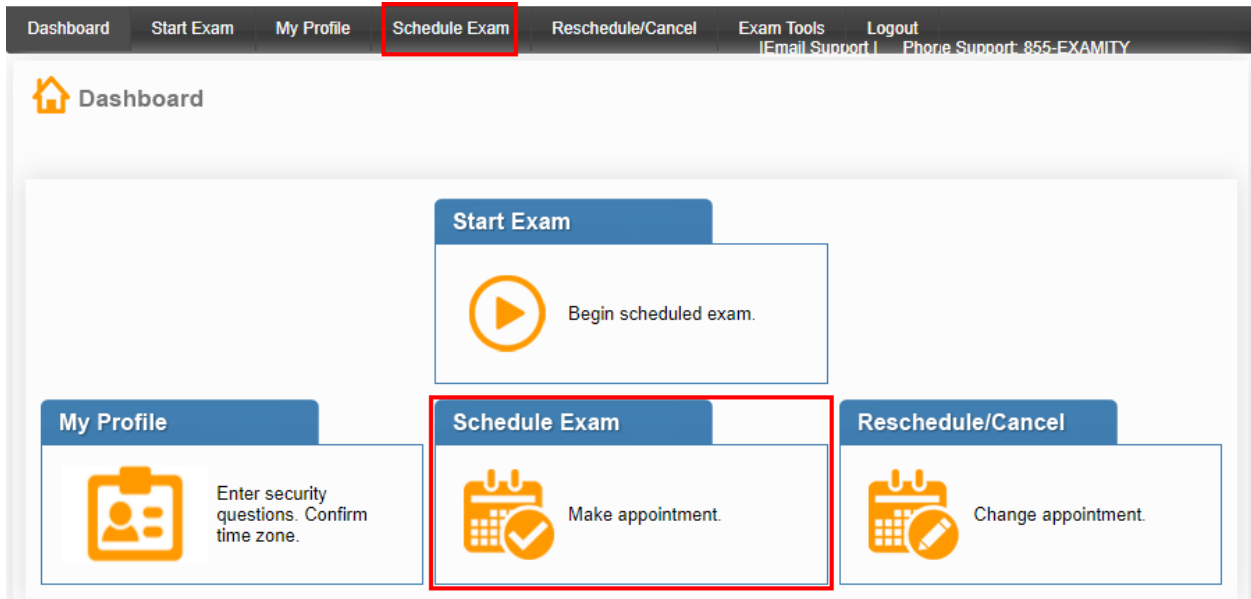 Dashboard Start Exam My Profile Schedule Exam Reschedule/Cancel Exam Tools Logout
|Email Support | Phone Support: 855-EXAMITY
Dashboard
Start Exam
Begin scheduled exam.
My Profile
Enter security
questions. Confirm
time zone.
Schedule Exam
Make appointment.
Reschedule/Cancel
Change appointment.